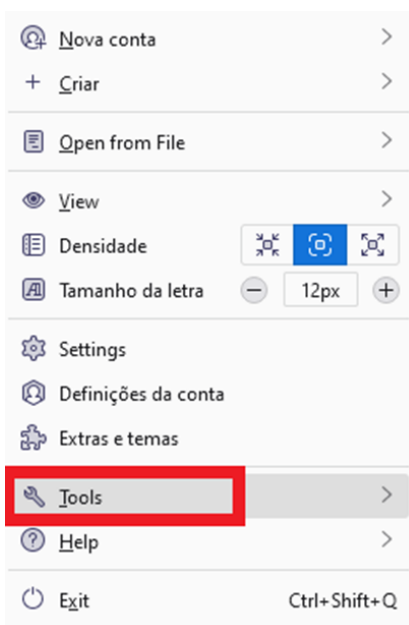 Nova conta
Criar
Open from File
View
Densidade
Tamanho da letra 12px
Settings
Definições da conta
Extras e temas
Tools
Help
Exit Ctrl+Shift+Q